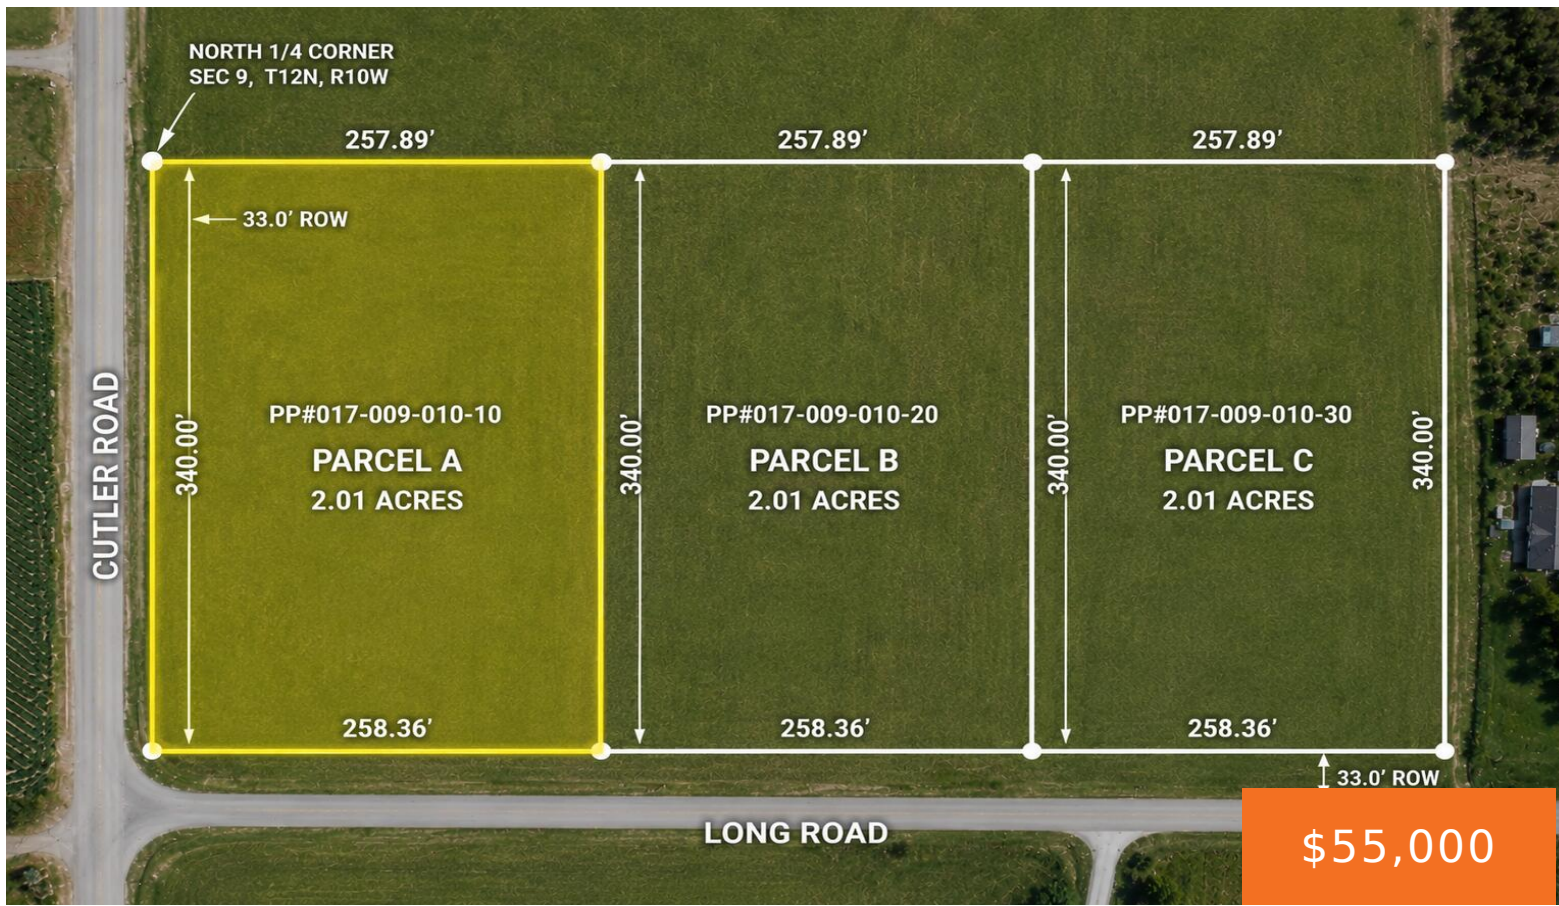 NORTH 1/4 CORNER
SEC 9, T12N, R10W
257.89’
257.89’
257.89’
33.0’ ROW
CUTLER ROAD
340.00’
PP#017-009-010-10
PARCEL A
2.01 ACRES
340.00’
PP#017-009-010-20
PARCEL B
2.01 ACRES
340.00’
PP#017-009-010-30
PARCEL C
2.01 ACRES
340.00’
258.36’
258.36’
258.36’
33.0’ ROW
LONG ROAD
$55,000